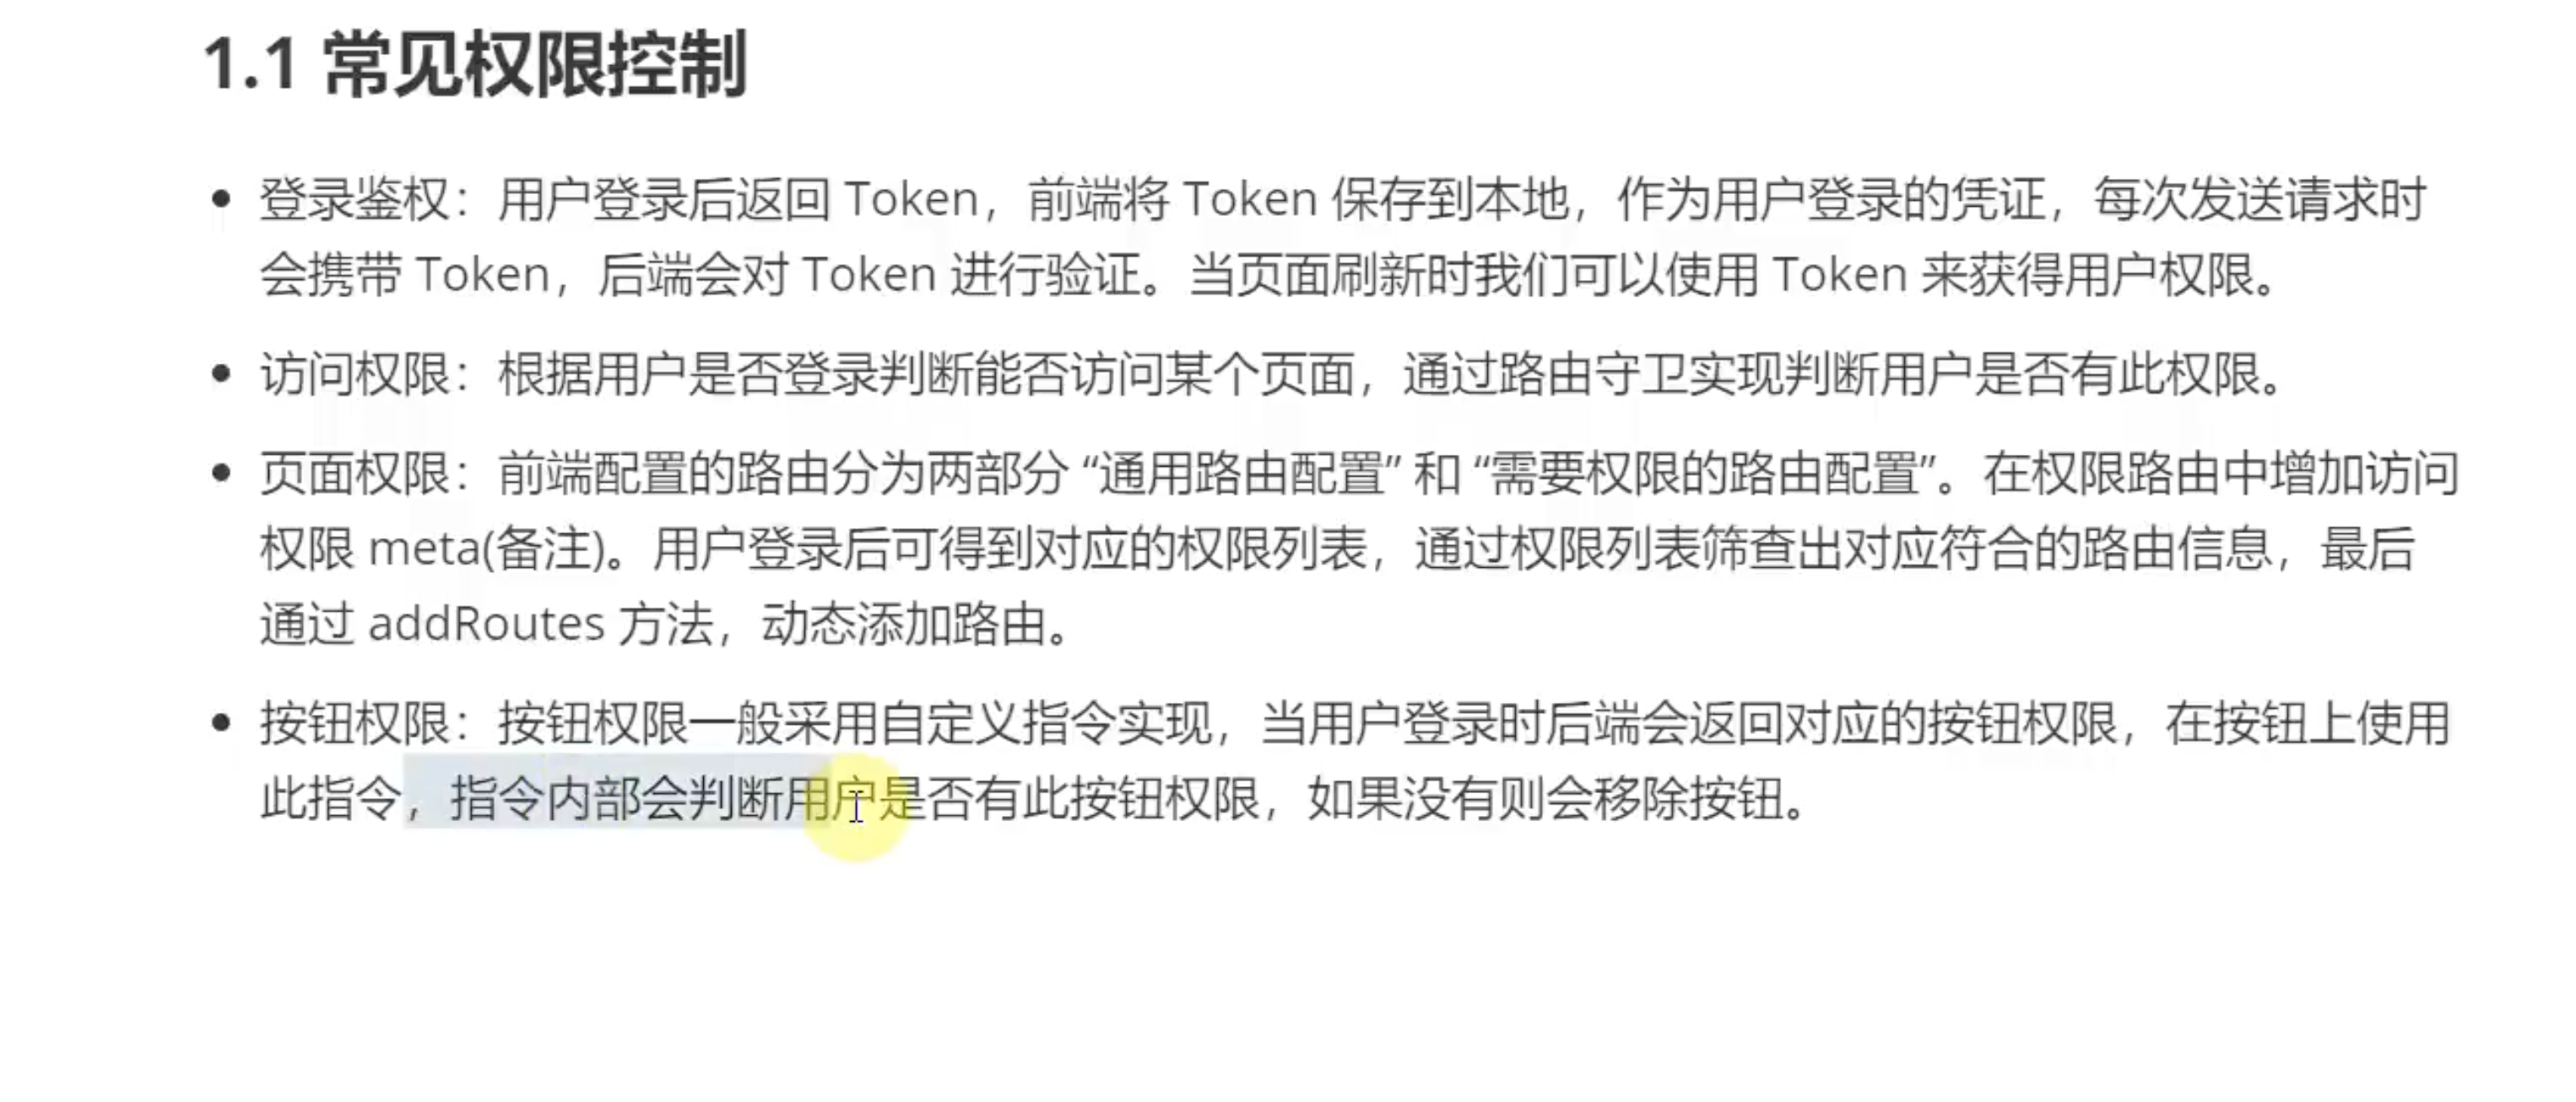 1.1 常见权限控制
登录鉴权：用户登录后返回 Token，前端将 Token 保存到本地，作为用户登录的凭证，每次发送请求时
会携带 Token，后端会对 Token 进行验证。当页面刷新时我们可以使用 Token 来获得用户权限。
访问权限：根据用户是否登录判断能否访问某个页面，通过路由守卫实现判断用户是否有此权限。
页面权限：前端配置的路由分为两部分 “通用路由配置” 和 “需要权限的路由配置”。在权限路由中增加访问
权限 meta(备注)。用户登录后可得到对应的权限列表，通过权限列表筛查出对应符合的路由信息，最后
通过 addRoutes 方法，动态添加路由。
按钮权限：按钮权限一般采用自定义指令实现，当用户登录时后端会返回对应的按钮权限，在按钮上使用
此指令，指令内部会判断用户是否有此按钮权限，如果没有则会移除按钮。